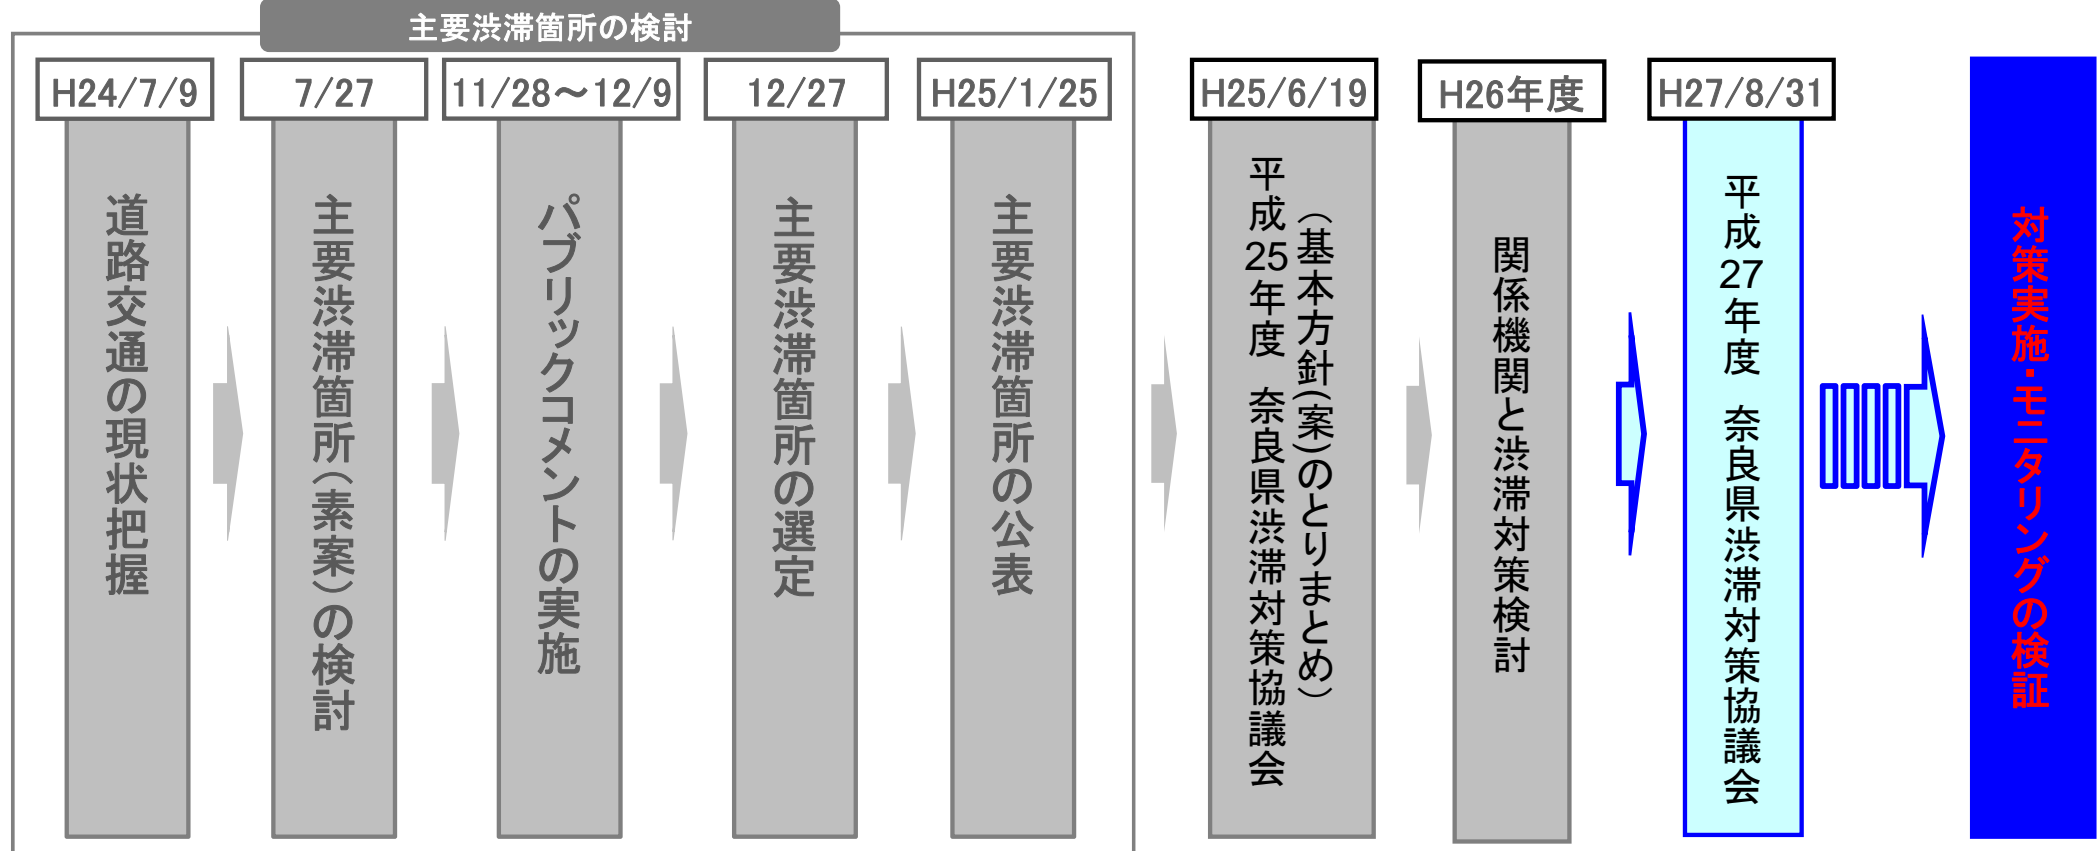 主要渋滞箇所の検討
H24/7/9
道路交通の現状把握
7/27
主要渋滞箇所（素案）の検討
11/28～12/9
パブリックコメントの実施
12/27
主要渋滞箇所の選定
H25/1/25
主要渋滞箇所の公表
H25/6/19
平成25年度 奈良県渋滞対策協議会
（基本方針(案)のとりまとめ）
H26年度
関係機関と渋滞対策検討
H27/8/31
平成27年度 奈良県渋滞対策協議会
対策実施・モニタリングの検証